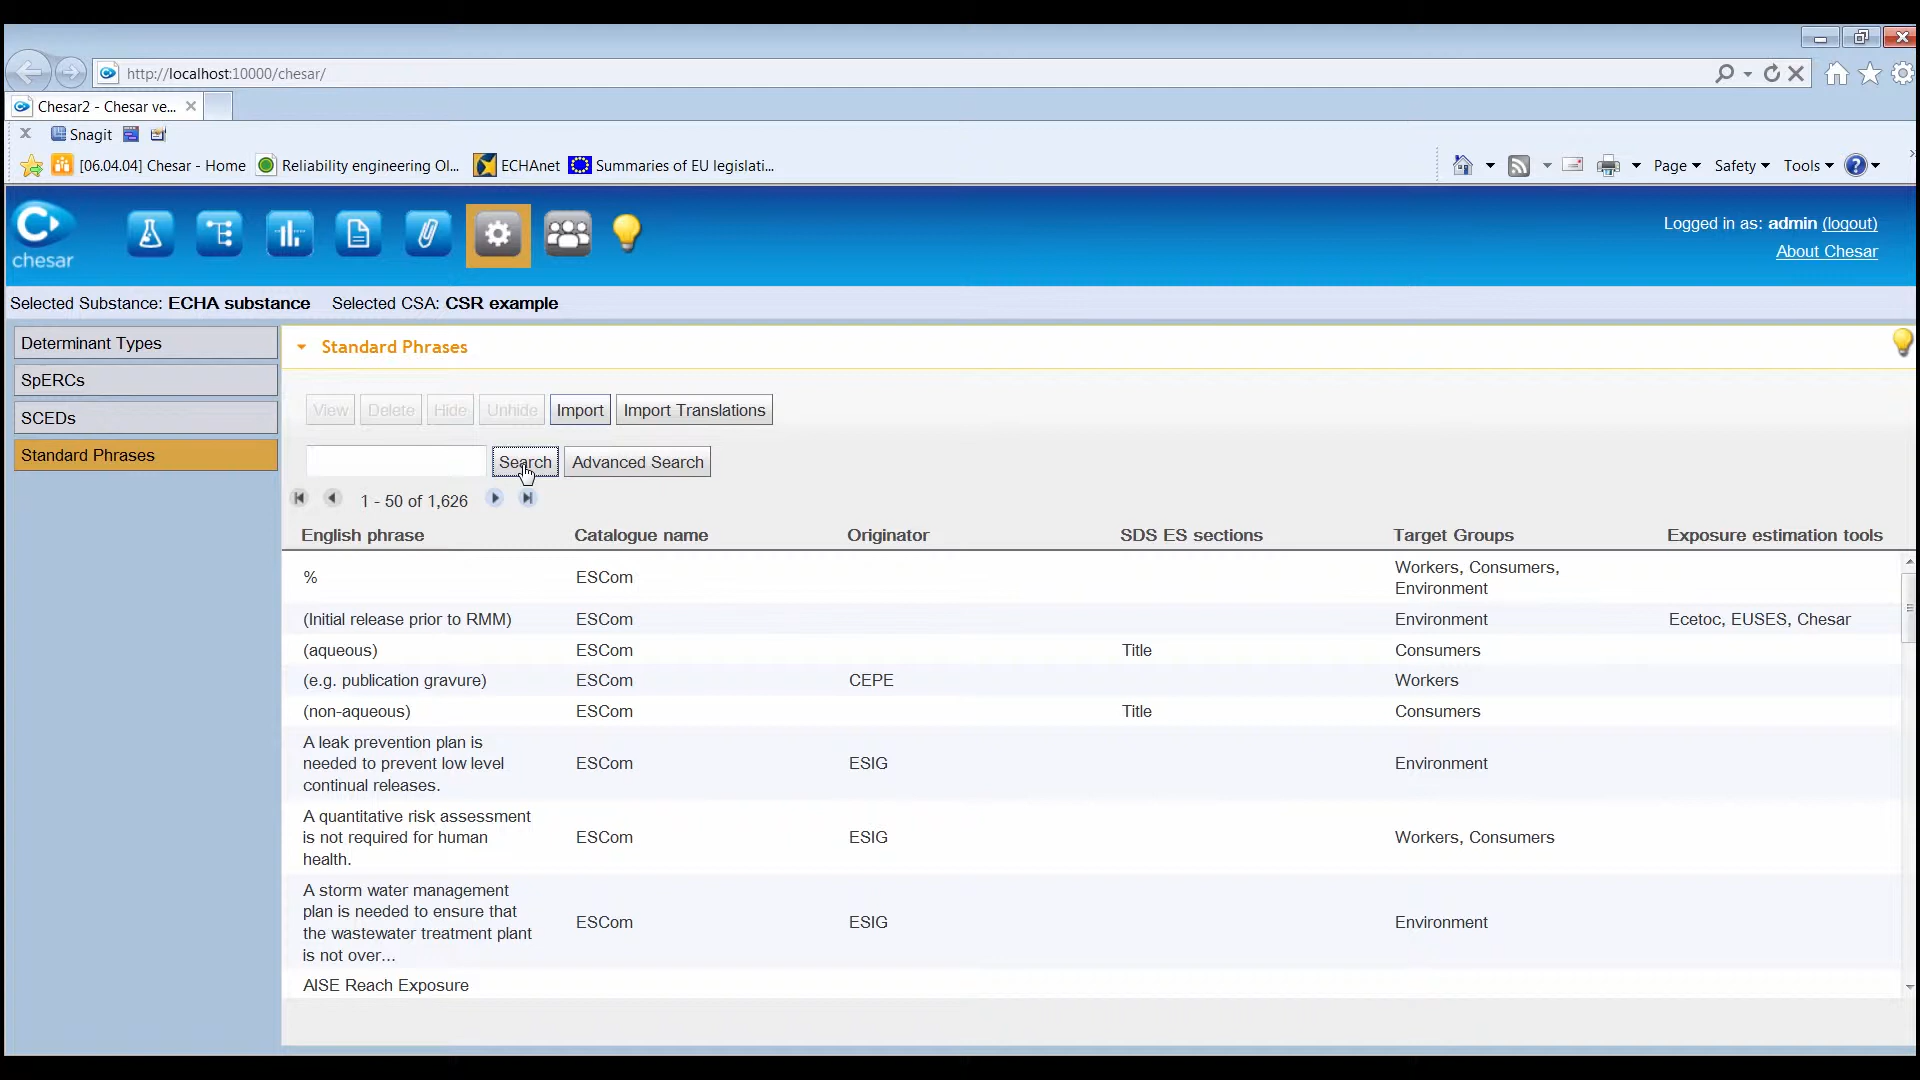 http://localhost:10000/chesar/
Chesar2 - Chesar ve...
Snagit
[06.04.04] Chesar - Home Reliability engineering Ol... ECHAnet Summaries of EU legislati... Page Safety Tools
chesar
Logged in as: admin (logout)
About Chesar
Selected Substance: ECHA substance Selected CSA: CSR example
Determinant Types
SpERCs
SCEDs
Standard Phrases
Standard Phrases
View Delete Hide Unhide Import Import Translations
Search Advanced Search
1 - 50 of 1,626
English phrase Catalogue name Originator SDS ES sections Target Groups Exposure estimation tools
% ESCom Workers, Consumers,
Environment
(Initial release prior to RMM) ESCom Environment Ecetoc, EUSES, Chesar
(aqueous) ESCom Title Consumers
(e.g. publication gravure) ESCom CEPE Workers
(non-aqueous) ESCom Title Consumers
A leak prevention plan is
needed to prevent low level ESCom ESIG Environment
continual releases.
A quantitative risk assessment
is not required for human ESCom ESIG Workers, Consumers
health.
A storm water management
plan is needed to ensure that ESCom ESIG Environment
the wastewater treatment plant
is not over...
AISE Reach Exposure